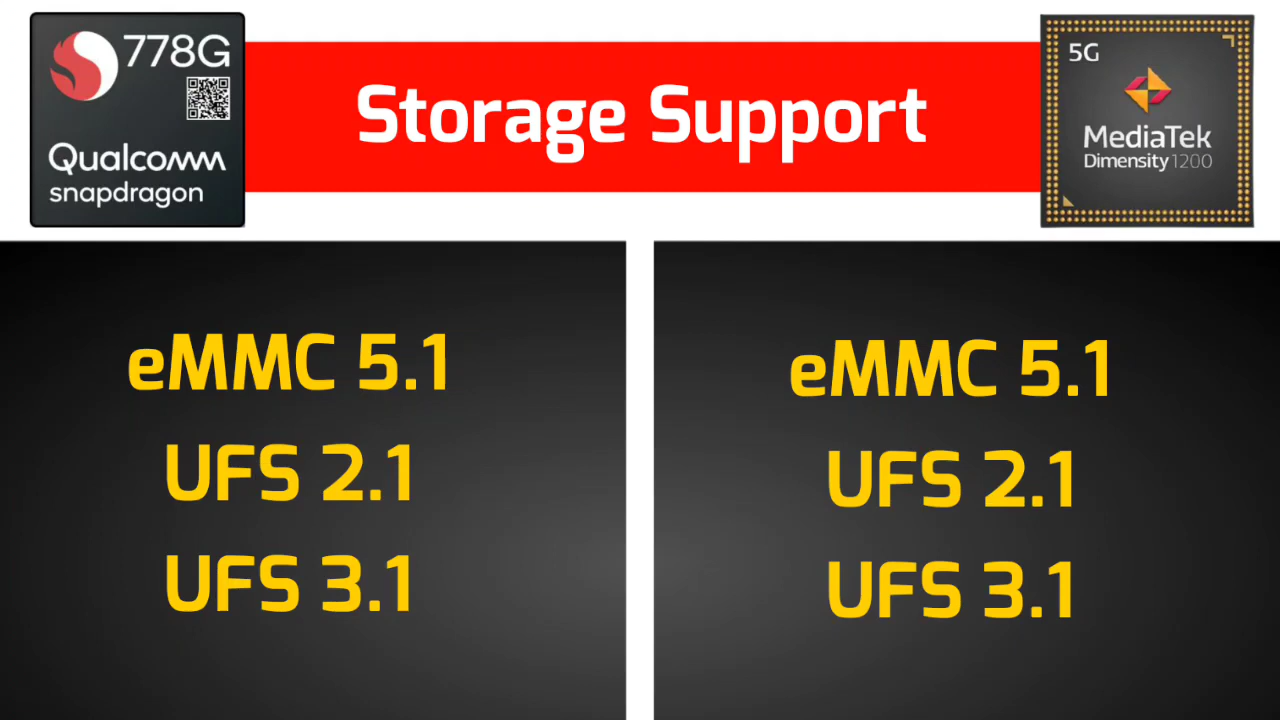 778G
Qualcomm
snapdragon
Storage Support
5G
MediaTek
Dimensity 1200
eMMC 5.1
UFS 2.1
UFS 3.1
eMMC 5.1
UFS 2.1
UFS 3.1